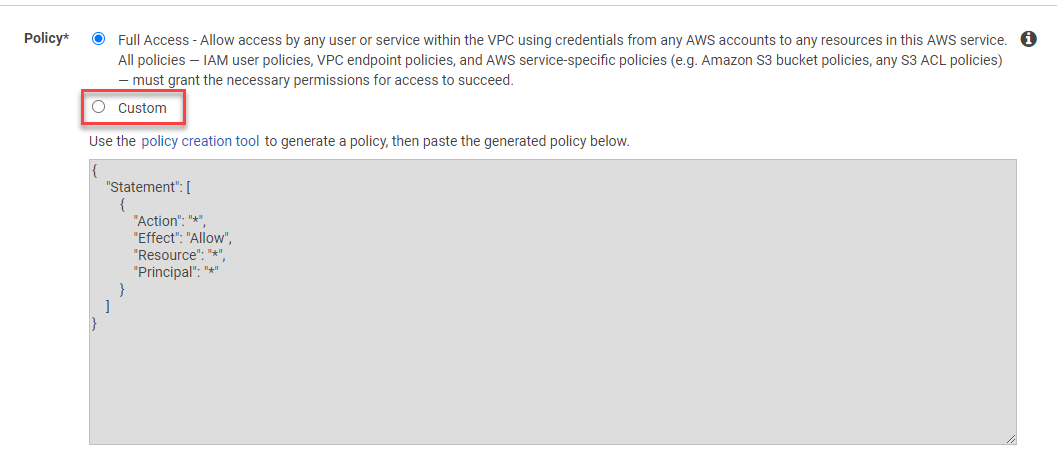 Policy* Full Access - Allow access by any user or service within the VPC using credentials from any AWS accounts to any resources in this AWS service.
All policies — IAM user policies, VPC endpoint policies, and AWS service-specific policies (e.g. Amazon S3 bucket policies, any S3 ACL policies)
— must grant the necessary permissions for access to succeed.
Custom
Use the policy creation tool to generate a policy, then paste the generated policy below.
{
"Statement": [
{
"Action": "*",
"Effect": "Allow",
"Resource": "*",
"Principal": "*"
}
]
}